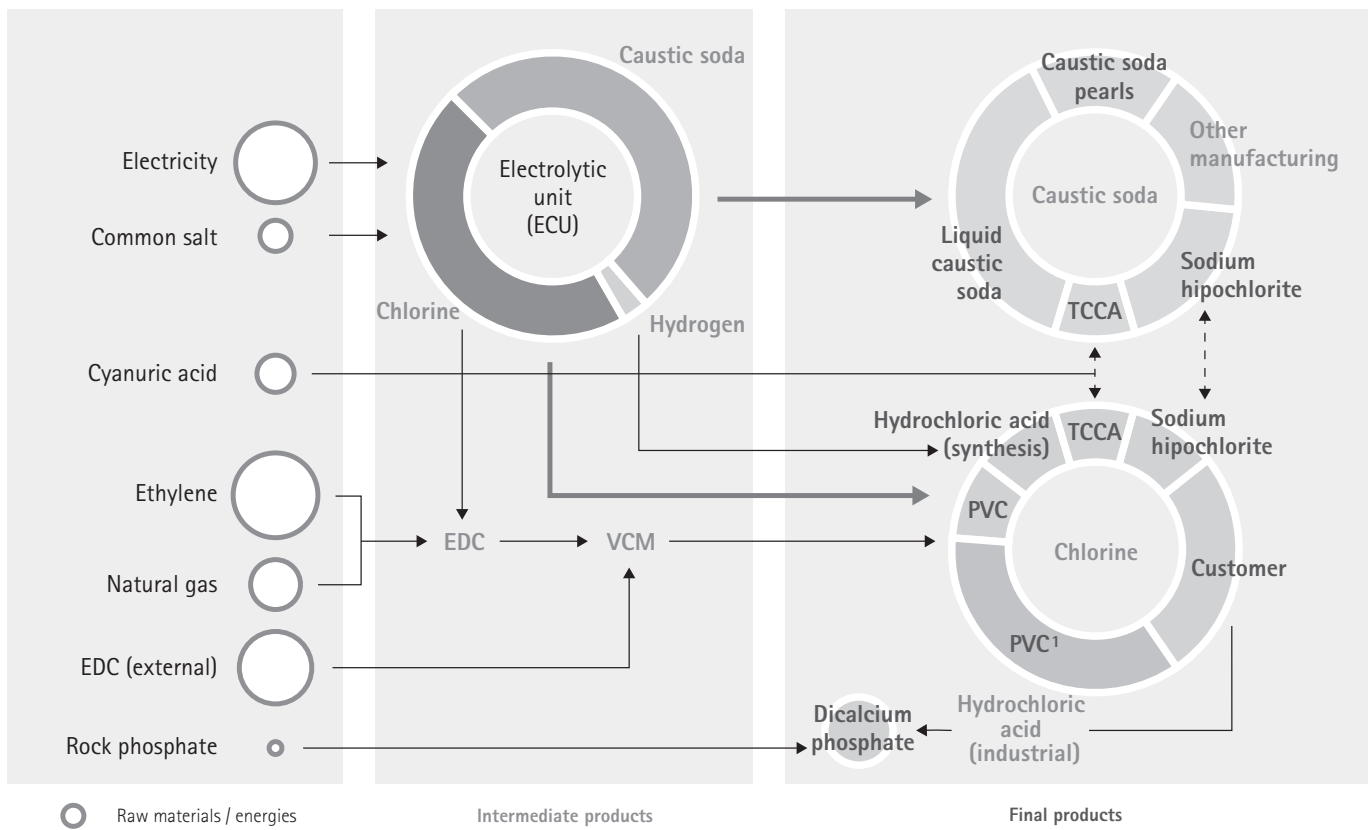 Electricity
Common salt
Cyanuric acid
Ethylene
Natural gas
EDC (external)
Rock phosphate
Caustic soda
Electrolytic
unit
(ECU)
Chlorine
Hydrogen
EDC
VCM
Caustic soda
pearls
Other
manufacturing
Caustic soda
Liquid
caustic
soda
Sodium
hipochlorite
TCCA
Hydrochloric acid
(synthesis)
TCCA
Sodium
hipochlorite
PVC
Chlorine
Customer
PVC¹
Dicalcium
phosphate
Hydrochloric
acid
(industrial)
Raw materials / energies
Intermediate products
Final products